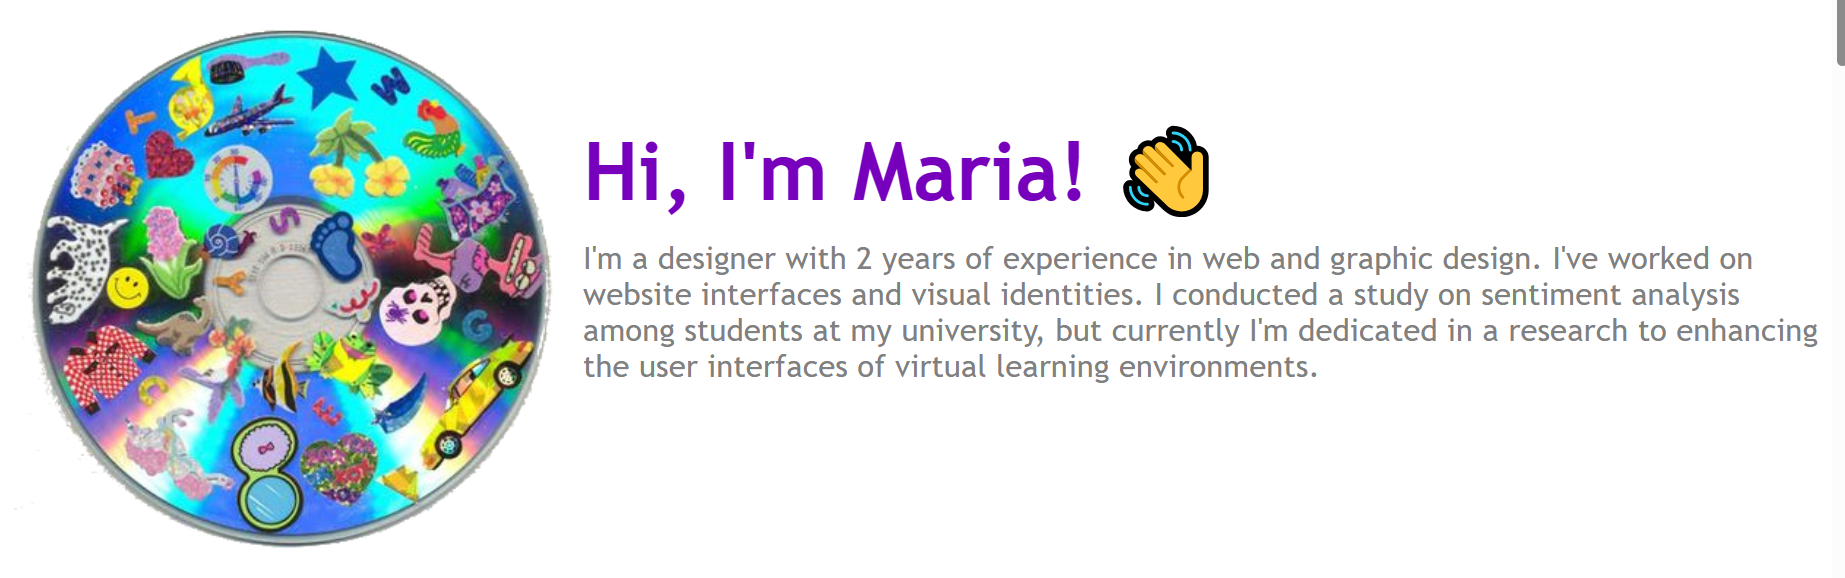 Hi, I'm Maria! 👋
I'm a designer with 2 years of experience in web and graphic design. I've worked on
website interfaces and visual identities. I conducted a study on sentiment analysis
among students at my university, but currently I'm dedicated in a research to enhancing
the user interfaces of virtual learning environments.
T
W
S
Y
G
C